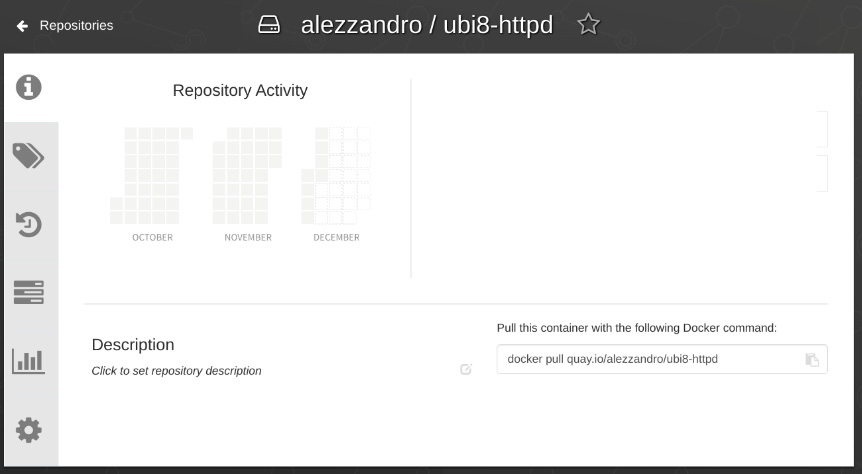 Repositories
alezzandro / ubi8-httpd
Repository Activity
OCTOBER
NOVEMBER
DECEMBER
Description
Click to set repository description
Pull this container with the following Docker command:
docker pull quay.io/alezzandro/ubi8-httpd